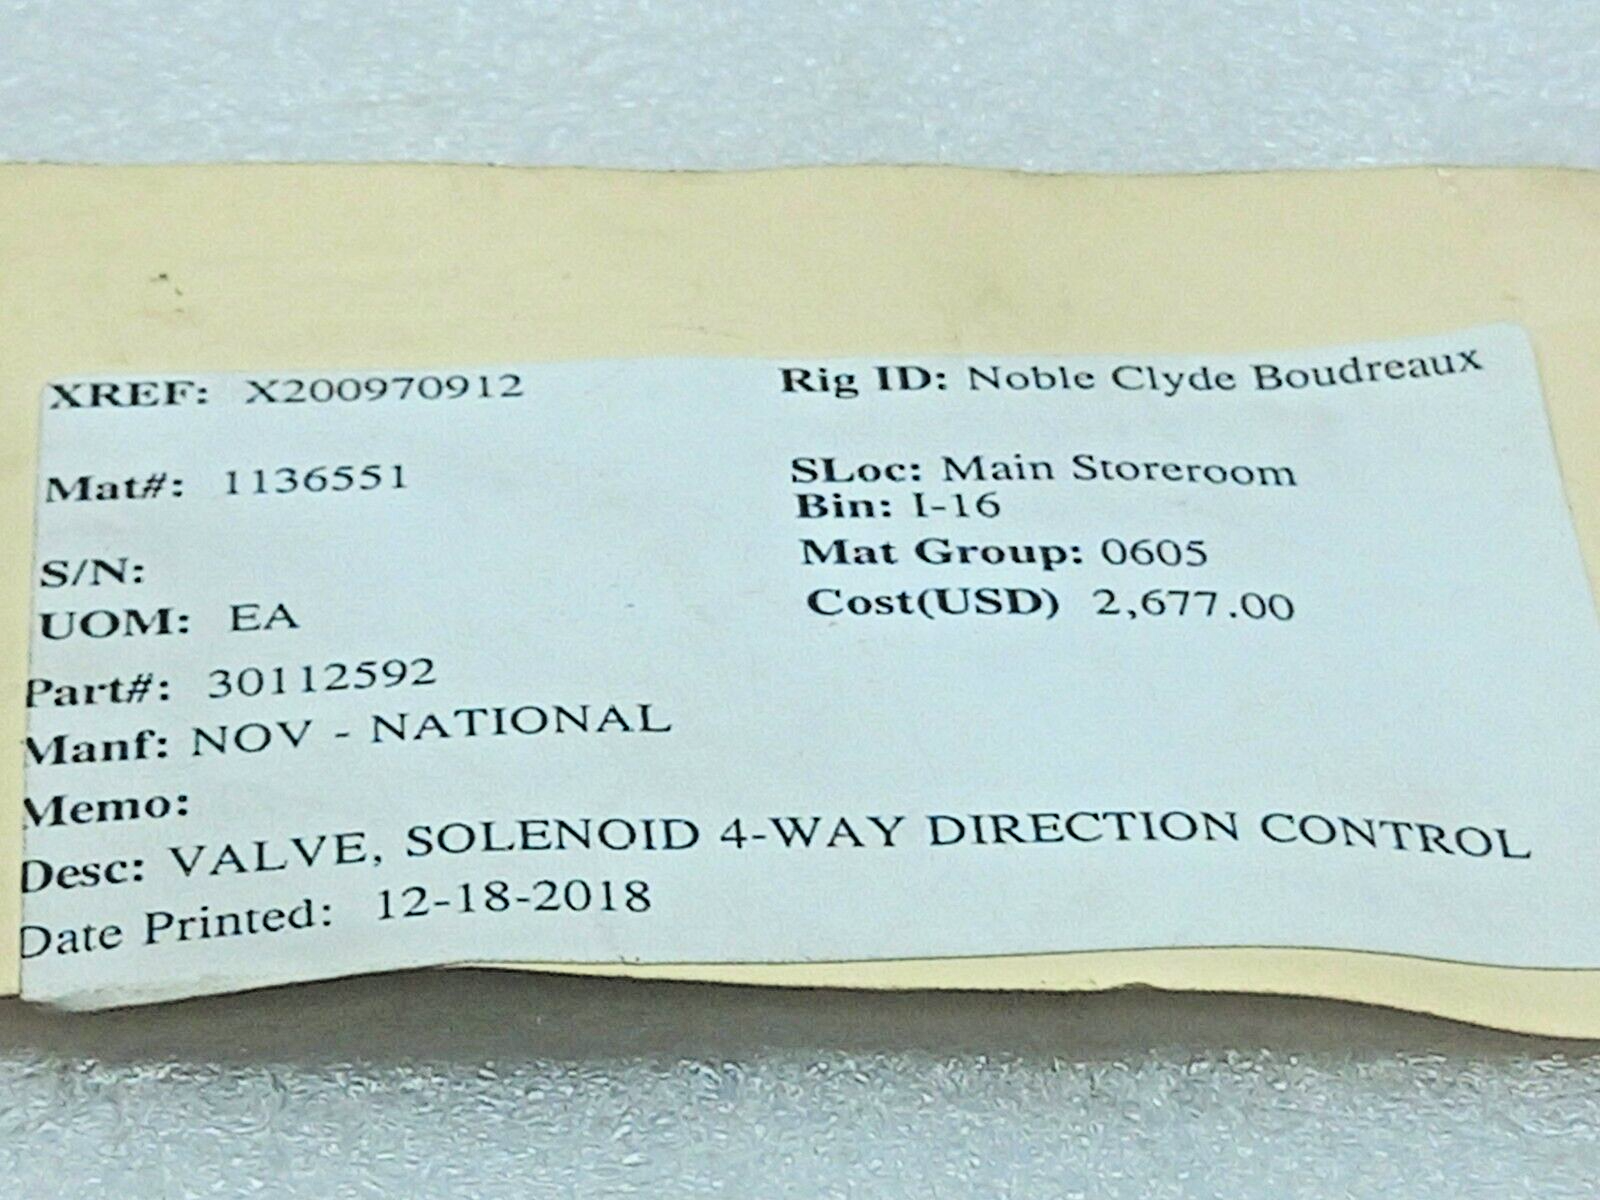 XREF: X200970912 Rig ID: Noble Clyde Boudreaux
Mat#: 1136551 SLoc: Main Storeroom
Bin: I-16
S/N: Mat Group: 0605
UOM: EA Cost(USD) 2,677.00
Part#: 30112592
Manf: NOV - NATIONAL
Memo:
Desc: VALVE, SOLENOID 4-WAY DIRECTION CONTROL
Date Printed: 12-18-2018